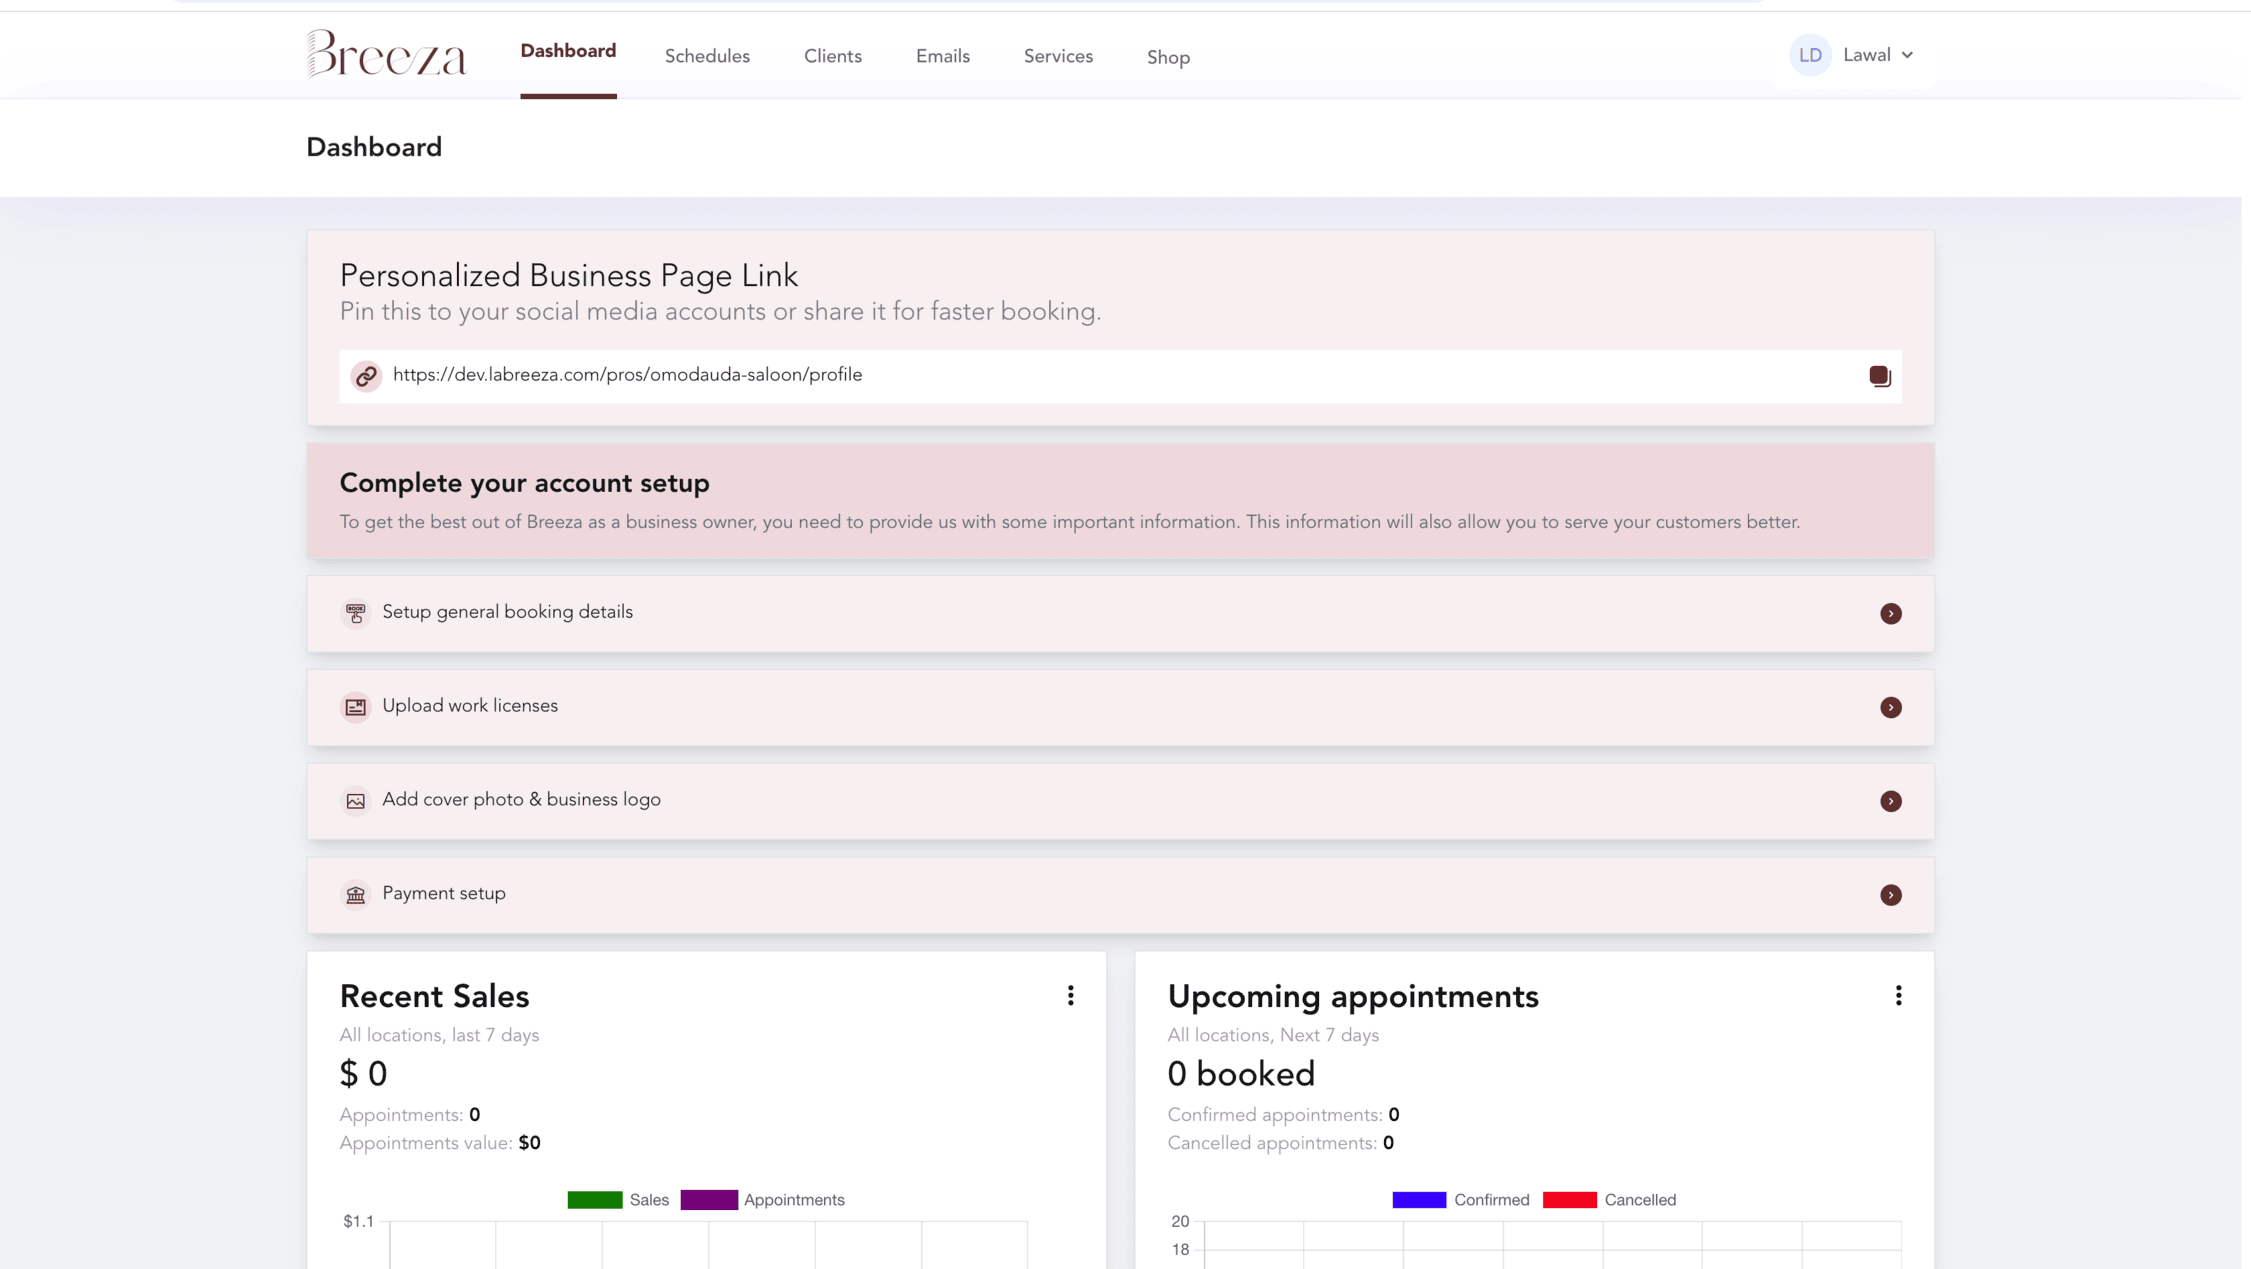 Breeza
Dashboard
Schedules
Clients
Emails
Services
Shop
LD
Lawal
Dashboard
Personalized Business Page Link
Pin this to your social media accounts or share it for faster booking.
https://dev.labreeza.com/pros/omodauda-saloon/profile
Complete your account setup
To get the best out of Breeza as a business owner, you need to provide us with some important information. This information will also allow you to serve your customers better.
BOOK
Setup general booking details
Upload work licenses
Add cover photo & business logo
Payment setup
Recent Sales
All locations, last 7 days
$ 0
Appointments: 0
Appointments value: $0
Sales
Appointments
$1.1
Upcoming appointments
All locations, Next 7 days
0 booked
Confirmed appointments: 0
Cancelled appointments: 0
Confirmed
Cancelled
20
18